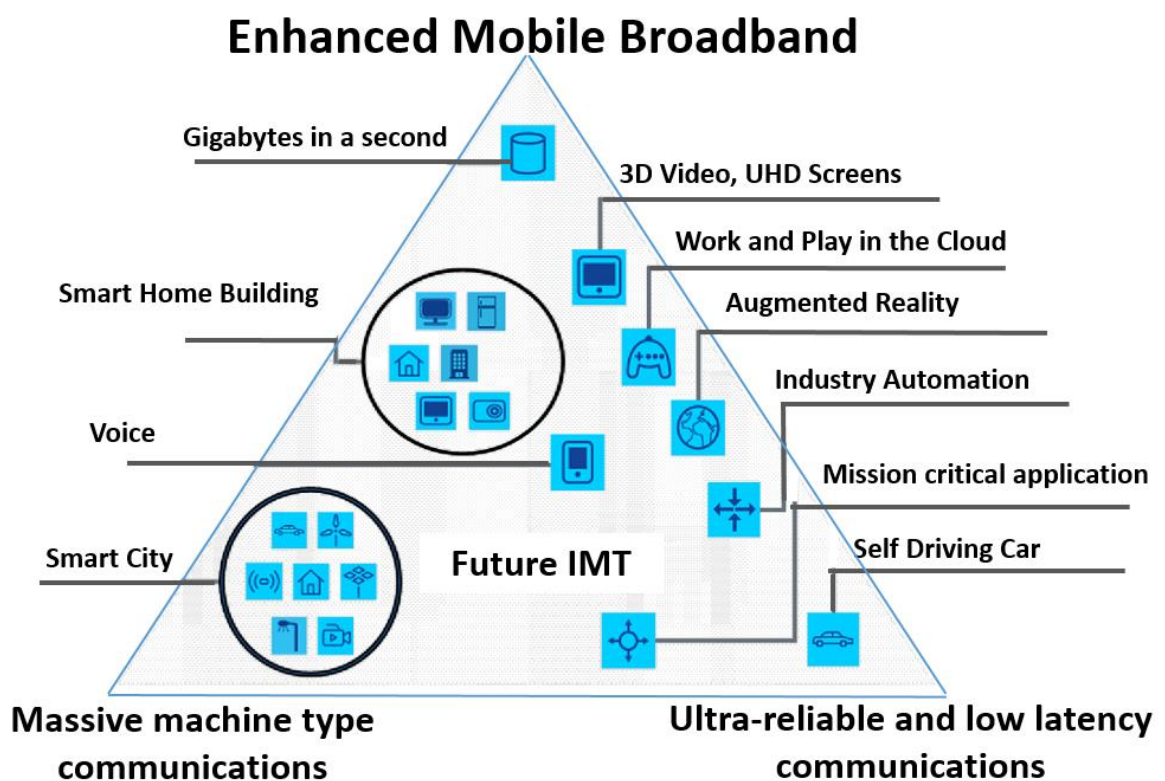 Enhanced Mobile Broadband
Gigabytes in a second
3D Video, UHD Screens
Work and Play in the Cloud
Smart Home Building
Augmented Reality
Industry Automation
Voice
Mission critical application
Smart City
Future IMT
Self Driving Car
Massive machine type
communications
Ultra-reliable and low latency
communications